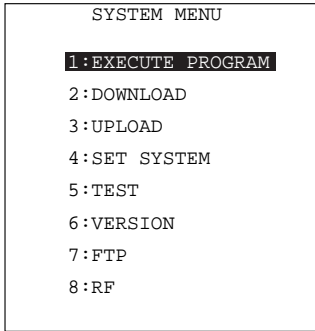 SYSTEM MENU
1:EXECUTE PROGRAM
2:DOWNLOAD
3:UPLOAD
4:SET SYSTEM
5:TEST
6:VERSION
7:FTP
8:RF